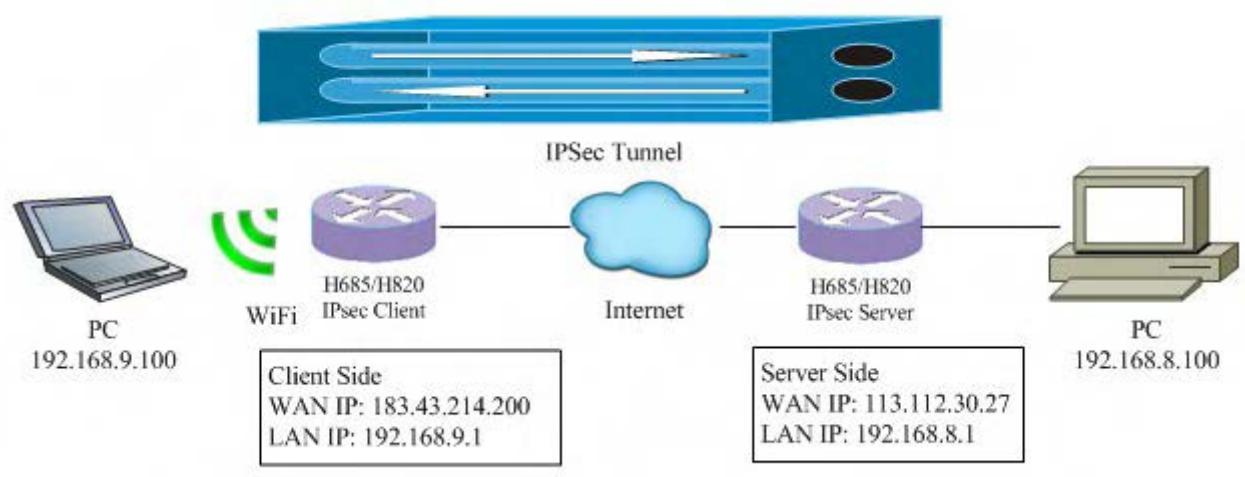 IPSec Tunnel
WiFi
H685/H820
IPsec Client
Internet
H685/H820
IPsec Server
PC
192.168.9.100
PC
192.168.8.100
Client Side
WAN IP: 183.43.214.200
LAN IP: 192.168.9.1
Server Side
WAN IP: 113.112.30.27
LAN IP: 192.168.8.1